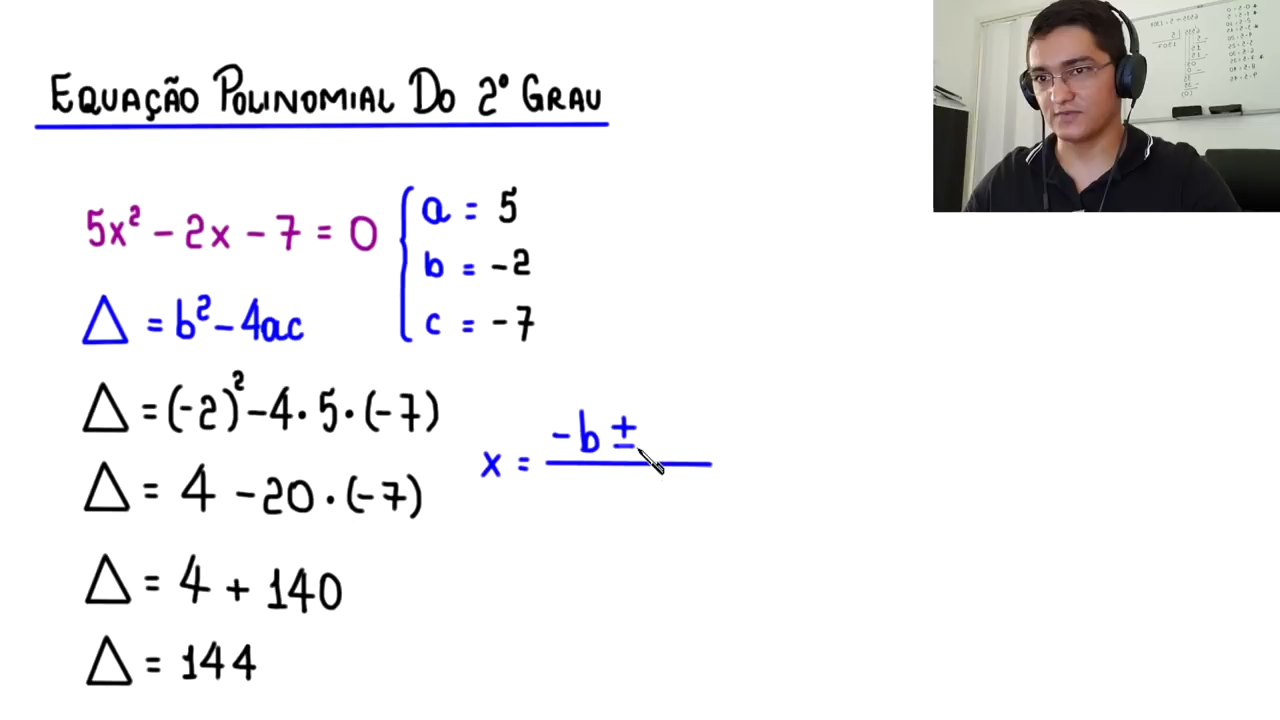 EQUAÇÃO POLINOMIAL DO 2º GRAU
5x² - 2x - 7 = 0
a = 5
b = -2
c = -7
Δ = b² - 4ac
Δ = (-2)² - 4 · 5 · (-7)
x = -b ±
Δ = 4 - 20 · (-7)
Δ = 4 + 140
Δ = 144